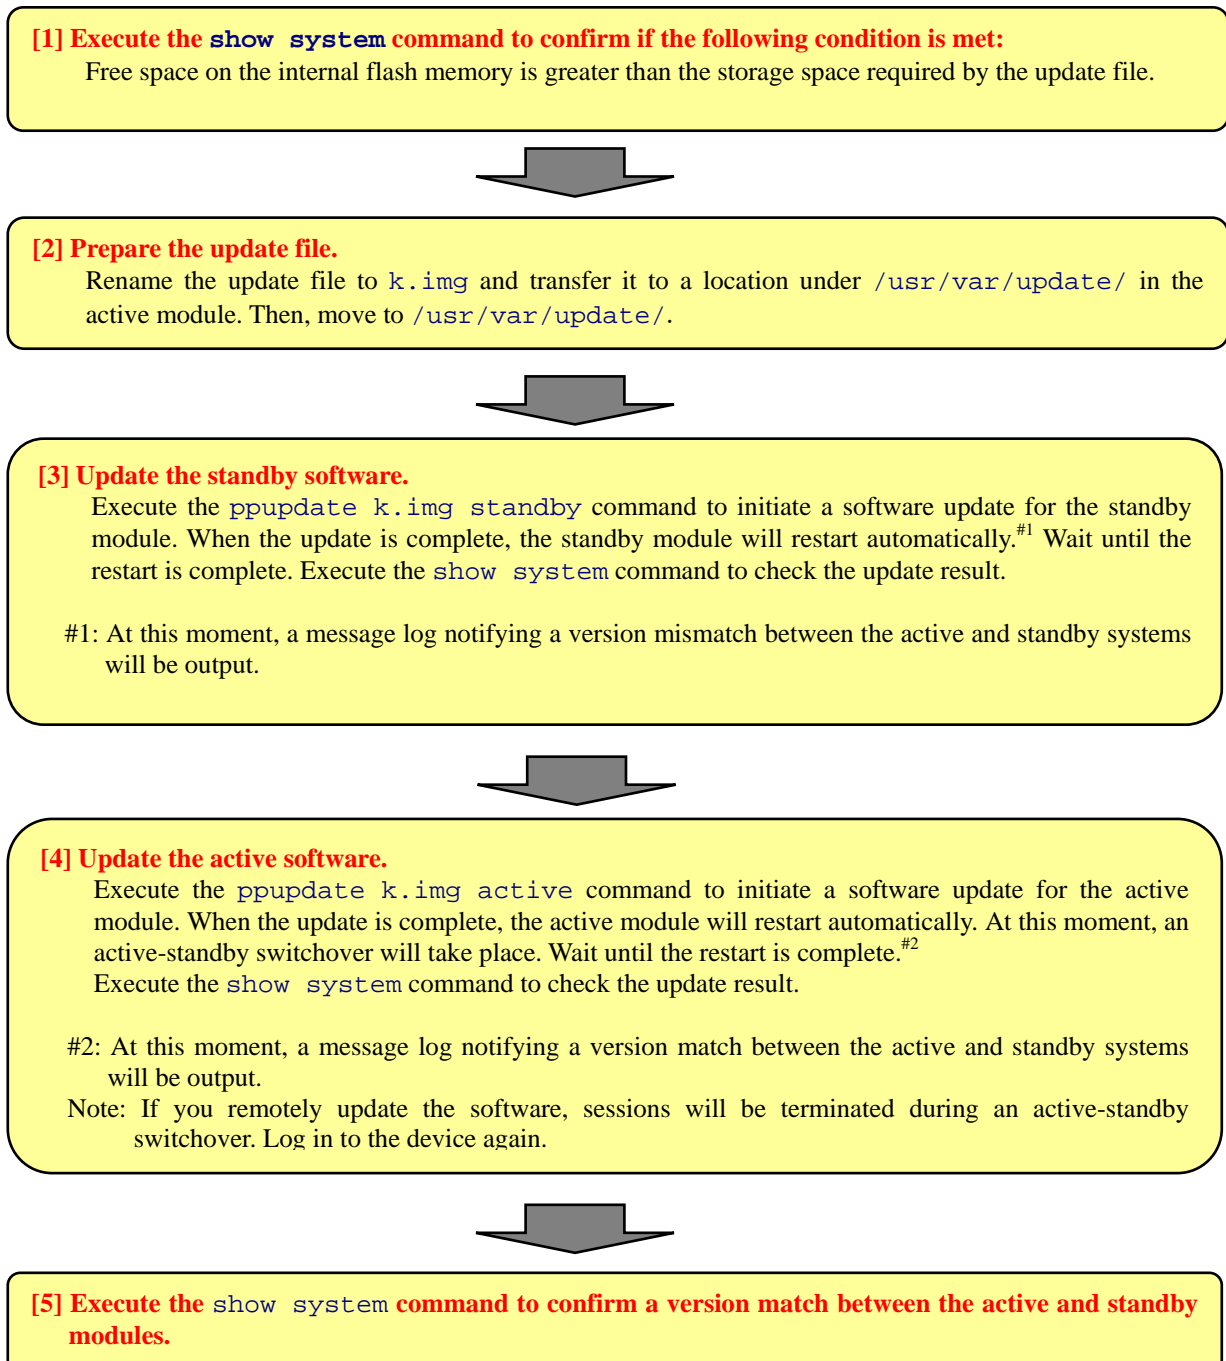 [1] Execute the show system command to confirm if the following condition is met:
Free space on the internal flash memory is greater than the storage space required by the update file.
[2] Prepare the update file.
Rename the update file to k.img and transfer it to a location under /usr/var/update/ in the
active module. Then, move to /usr/var/update/.
[3] Update the standby software.
Execute the ppupdate k.img standby command to initiate a software update for the standby
module. When the update is complete, the standby module will restart automatically.#1 Wait until the
restart is complete. Execute the show system command to check the update result.
#1: At this moment, a message log notifying a version mismatch between the active and standby systems
will be output.
[4] Update the active software.
Execute the ppupdate k.img active command to initiate a software update for the active
module. When the update is complete, the active module will restart automatically. At this moment, an
active-standby switchover will take place. Wait until the restart is complete.#2
Execute the show system command to check the update result.
#2: At this moment, a message log notifying a version match between the active and standby systems
will be output.
Note: If you remotely update the software, sessions will be terminated during an active-standby
switchover. Log in to the device again.
[5] Execute the show system command to confirm a version match between the active and standby
modules.